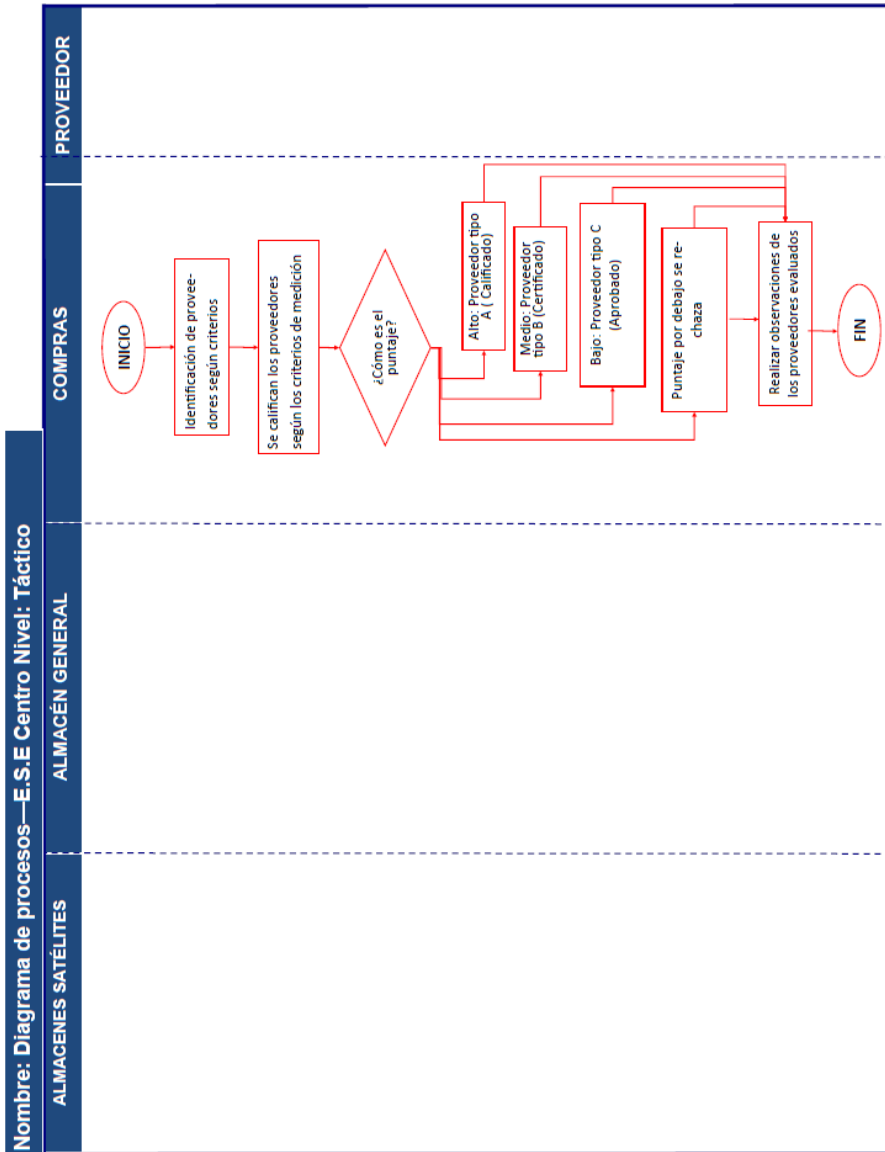 Nombre: Diagrama de procesos—E.S.E Centro Nivel: Táctico
ALMACENES SATÉLITES
ALMACÉN GENERAL
COMPRAS
PROVEEDOR
INICIO
Identificación de provee-
dores según criterios
Se califican los proveedores
según los criterios de medición
¿Cómo es el
puntaje?
Alto: Proveedor tipo
A ( Calificado)
Medio: Proveedor
tipo B (Certificado)
Bajo: Proveedor tipo C
(Aprobado)
Puntaje por debajo se re-
chaza
Realizar observaciones de
los proveedores evaluados
FIN